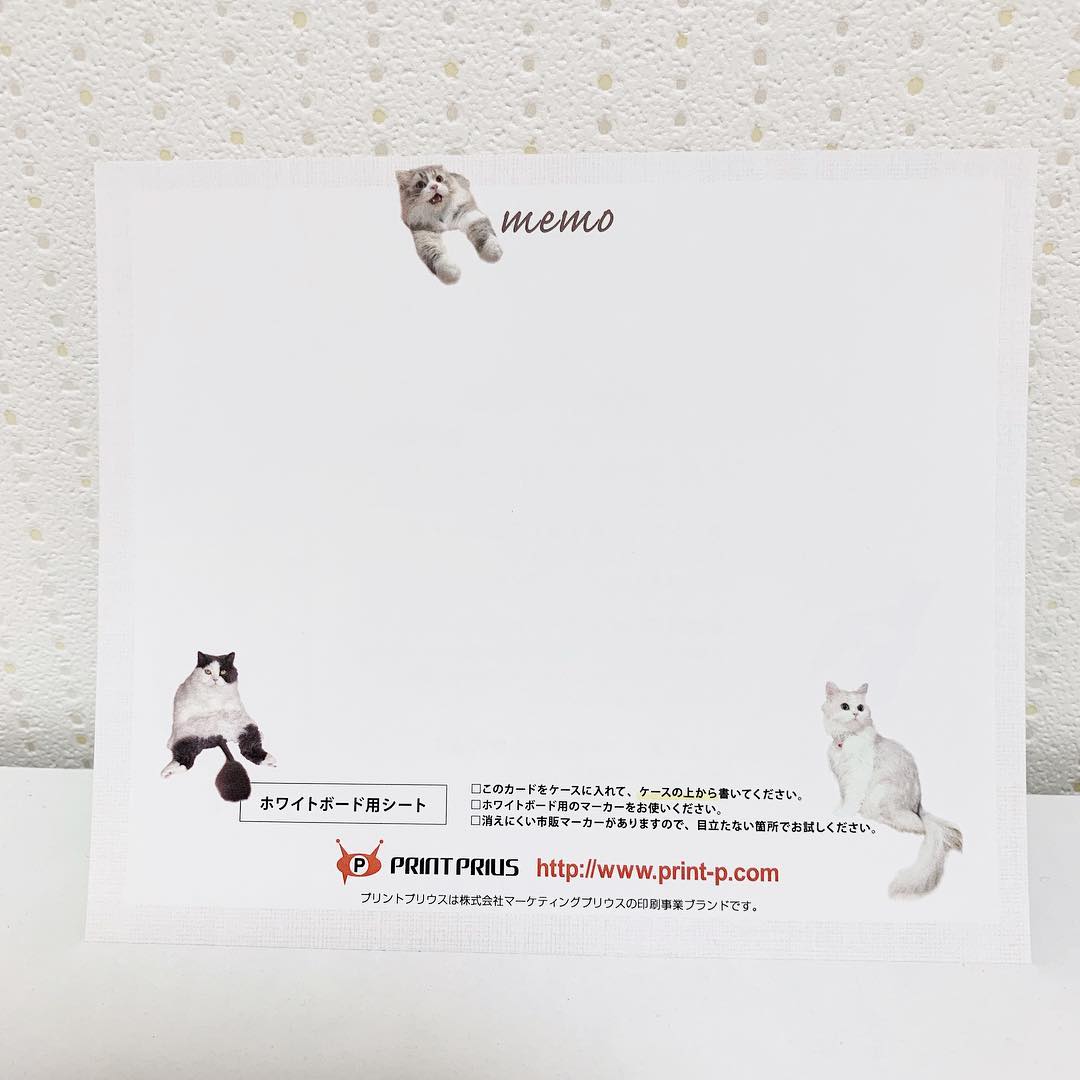 memo
ホワイトボード用シート
□このカードをケースに入れて、ケースの上から書いてください。
□ホワイトボード用のマーカーをお使いください。
□消えにくい市販マーカーがありますので、目立たない箇所でお試しください。
P PRINT PRIUS http://www.print-p.com
プリントプリウスは株式会社マーケティングプリウスの印刷事業ブランドです。